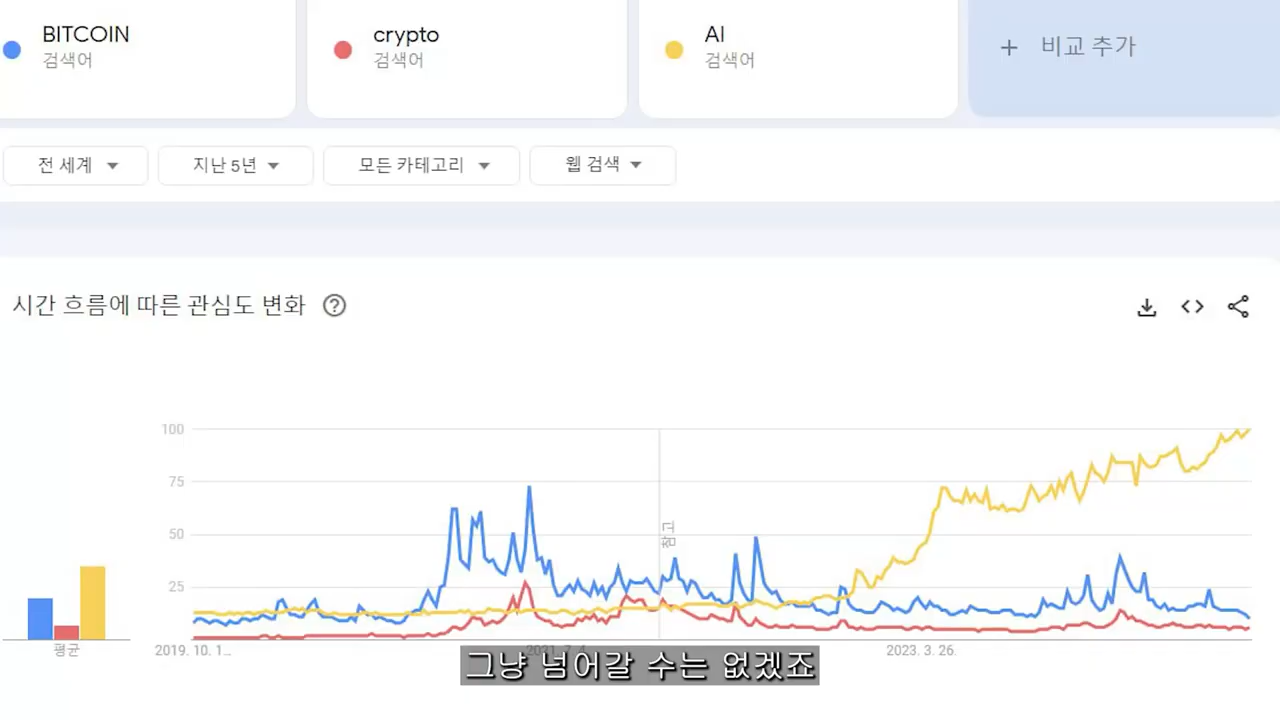 BITCOIN
검색어
crypto
검색어
AI
검색어
+ 비교 추가
전 세계
지난 5년
모든 카테고리
웹 검색
시간 흐름에 따른 관심도 변화
100
75
50
25
참고
평균
2019. 10. 1...
2023. 3. 26.
그냥 넘어갈 수는 없겠죠